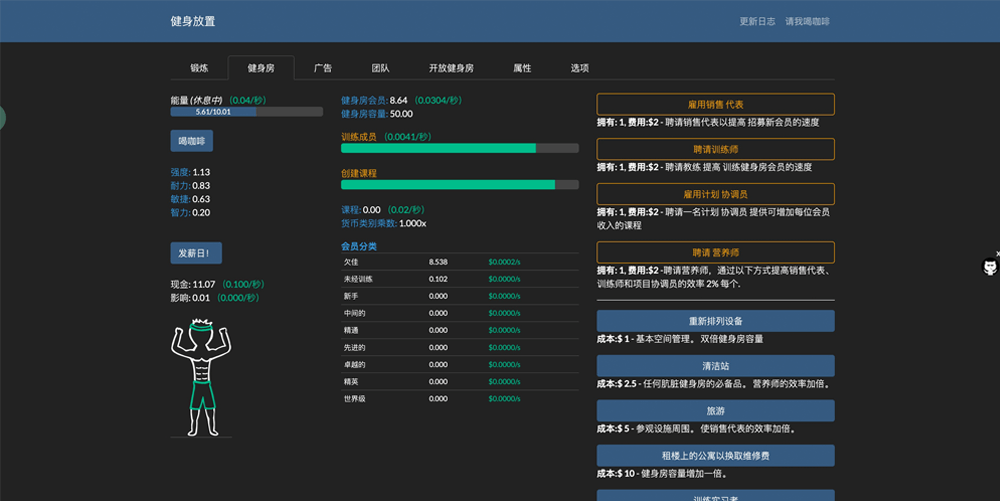 健身放置
更新日志 请我喝咖啡
锻炼 健身房 广告 团队 开放健身房 属性 选项
能量 (休息中) (0.04/秒)
5.61/10.01
喝咖啡
强度: 1.13
耐力: 0.83
敏捷: 0.63
智力: 0.20
发薪日!
现金: 11.07 (0.100/秒)
影响: 0.01 (0.000/秒)
健身房会员: 8.64 (0.0304/秒)
健身房容量: 50.00
训练成员 (0.0041/秒)
创建课程
课程: 0.00 (0.02/秒)
货币类别乘数: 1.000x
会员分类
欠佳 8.538 $0.0002/s
未经训练 0.102 $0.0000/s
新手 0.000 $0.0000/s
中间的 0.000 $0.0000/s
精通 0.000 $0.0000/s
先进的 0.000 $0.0000/s
卓越的 0.000 $0.0000/s
精英 0.000 $0.0000/s
世界级 0.000 $0.0000/s
雇用销售 代表
拥有: 1, 费用:$2 - 聘请销售代表以提高 招募新会员的速度
聘请训练师
拥有: 1, 费用:$2 - 聘请教练 提高 训练健身房会员的速度
雇用计划 协调员
拥有: 1, 费用:$2 - 聘请一名计划 协调员 提供可增加每位会员
收入的课程
聘请 营养师
拥有: 1, 费用:$2 -聘请营养师，通过以下方式提高销售代表、
训练师和项目协调员的效率 2% 每个.
重新排列设备
成本:$ 1 - 基本空间管理。 双倍健身房容量
清洁站
成本:$ 2.5 - 任何肮脏健身房的必备品。 营养师的效率加倍。
旅游
成本:$ 5 - 参观设施周围。 使销售代表的效率加倍。
租楼上的公寓以换取维修费
成本:$ 10 - 健身房容量增加一倍。
训练实习者
x